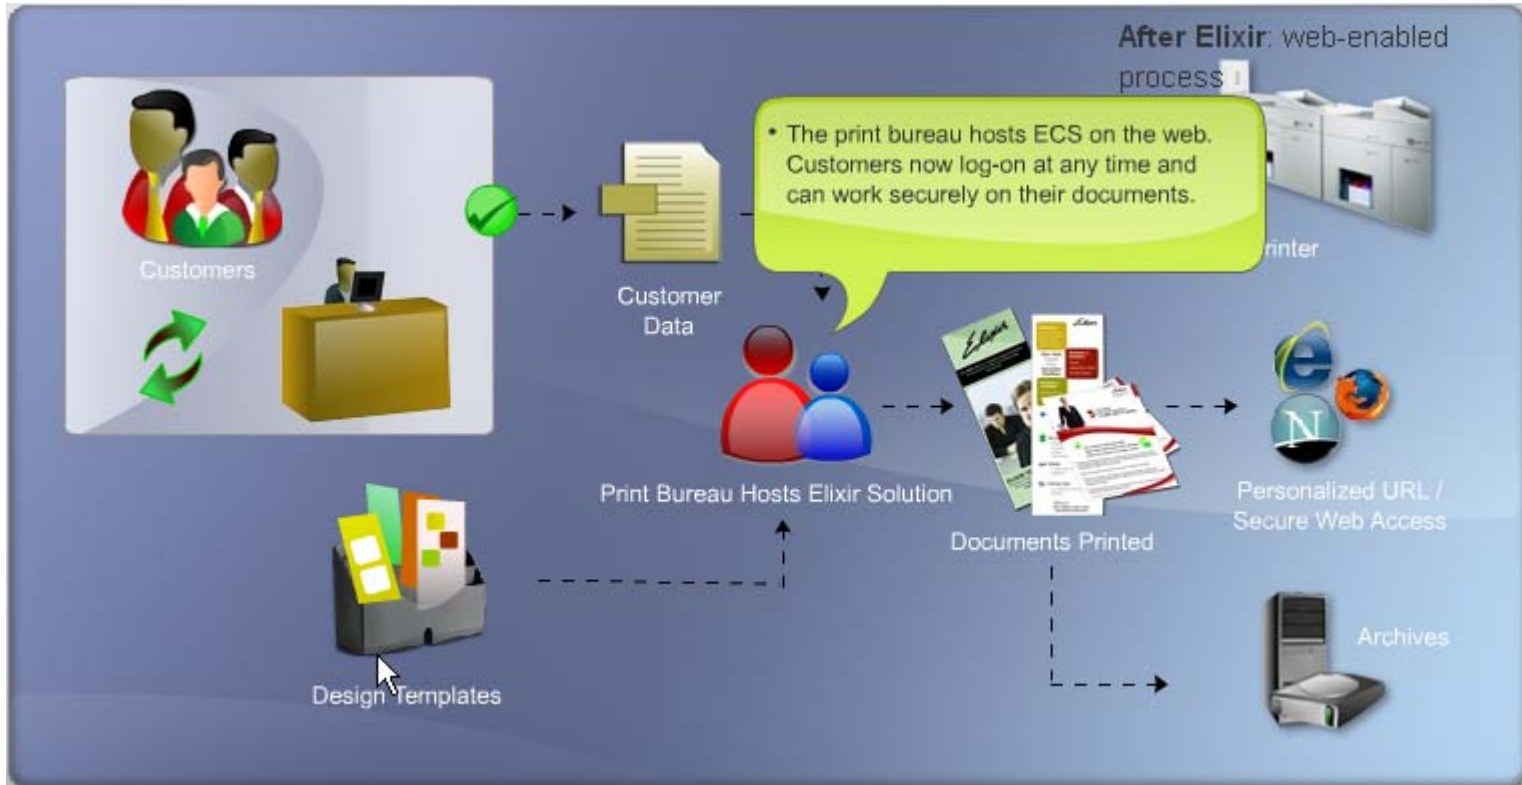 After Elixir: web-enabled
process
• The print bureau hosts ECS on the web.
Customers now log-on at any time and
can work securely on their documents.
Customers
rinter
Customer
Data
Elixir
Print Bureau Hosts Elixir Solution
N
Personalized URL /
Secure Web Access
Documents Printed
Archives
Design Templates